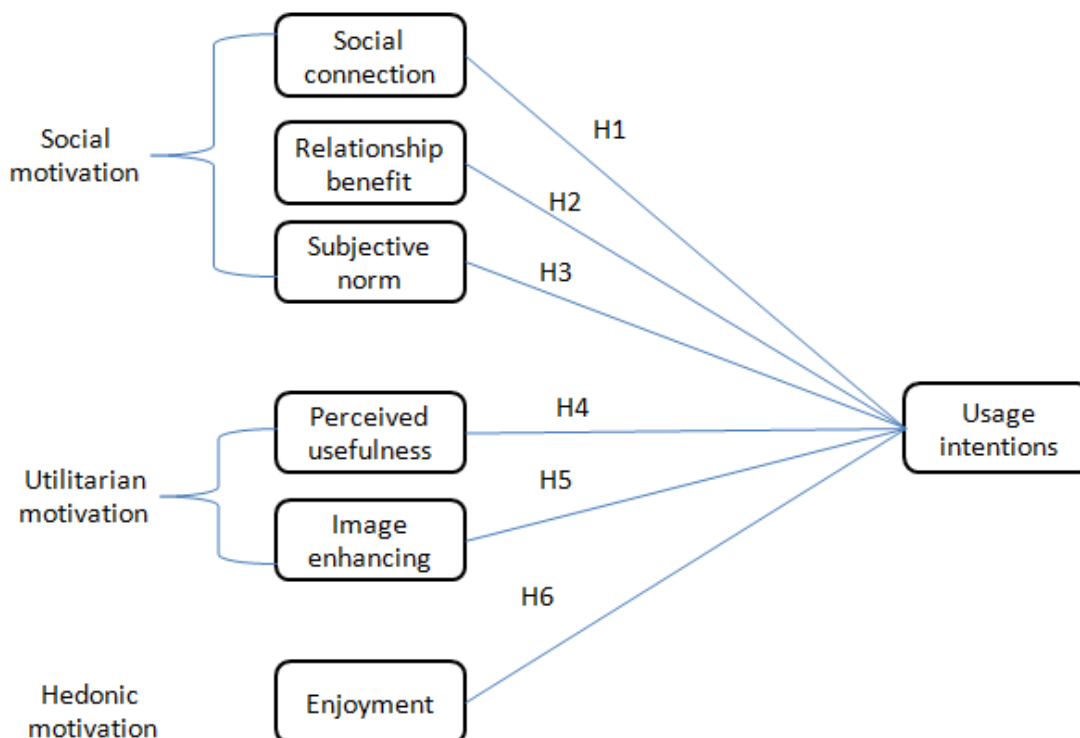 Social
connection
H1
Social
motivation
Relationship
benefit
H2
Subjective
norm
H3
Perceived
usefulness
H4
Usage
intentions
Utilitarian
motivation
H5
Image
enhancing
H6
Hedonic
motivation
Enjoyment